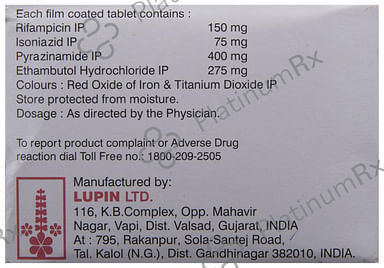 Each film coated tablet contains :
Rifampicin IP 150 mg
Isoniazid IP 75 mg
Pyrazinamide IP 400 mg
Ethambutol Hydrochloride IP 275 mg
Colours : Red Oxide of Iron & Titanium Dioxide IP
Store protected from moisture.
Dosage : As directed by the Physician.
To report product complaint or Adverse Drug
reaction dial Toll Free no.: 1800-209-2505
Manufactured by:
LUPIN LTD.
116, K.B.Complex, Opp. Mahavir
Nagar, Vapi, Dist. Valsad, Gujarat, INDIA
At : 795, Rakanpur, Sola-Santej Road,
Tal. Kalol (N.G.), Dist. Gandhinagar 382010, INDIA.
PlatinumRx